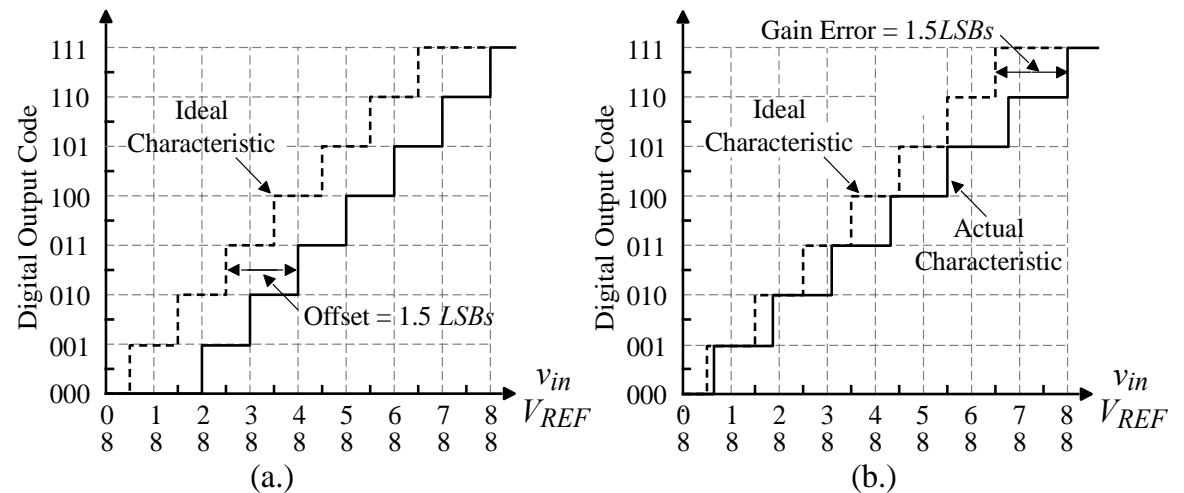 Digital Output Code
111
110
101
100
011
010
001
000
Ideal
Characteristic
Offset = 1.5 LSBs
0 1 2 3 4 5 6 7 8
8 8 8 8 8 8 8 8 8
v_in
V_REF
(a.)
Gain Error = 1.5LSBs
Digital Output Code
111
110
101
100
011
010
001
000
Ideal
Characteristic
Actual
Characteristic
0 1 2 3 4 5 6 7 8
8 8 8 8 8 8 8 8 8
v_in
V_REF
(b.)